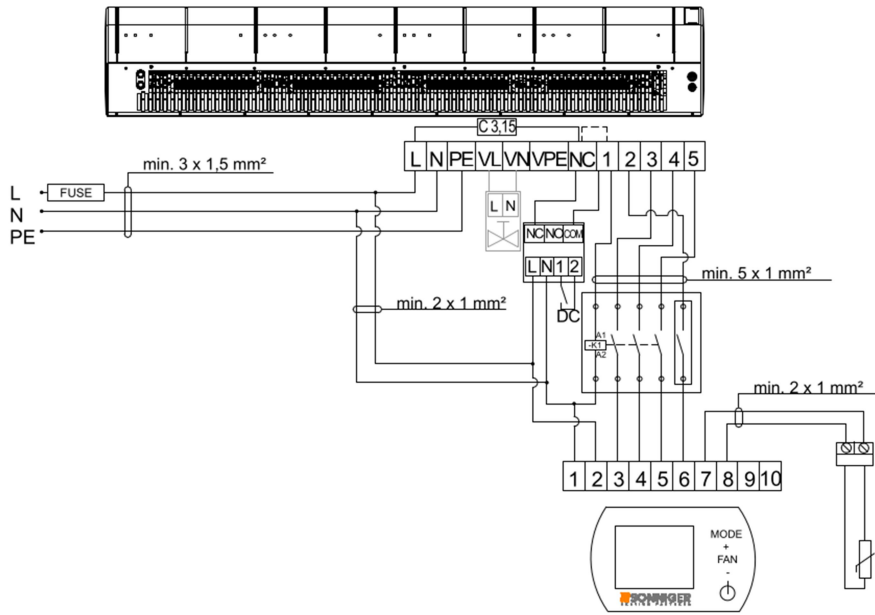 C 3,15
L N PE VL VN VPE NC 1 2 3 4 5
min. 3 x 1,5 mm²
L FUSE
N
PE
L N
NC NC COM
L N 1 2
DC
min. 5 x 1 mm²
min. 2 x 1 mm²
A1
-K1
A2
min. 2 x 1 mm²
1 2 3 4 5 6 7 8 9 10
MODE
+
FAN
-
SONNIGER